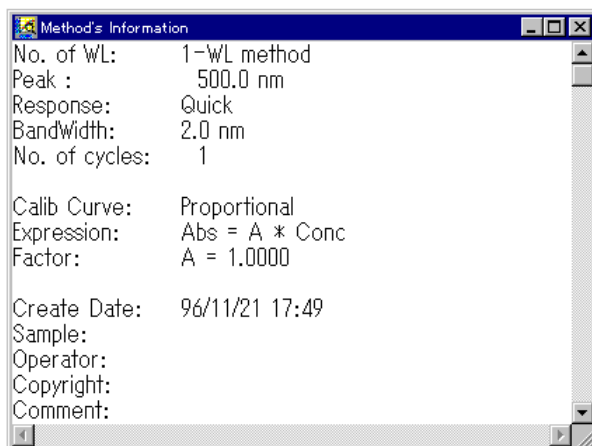 Method's Information
No. of WL: 1-WL method
Peak : 500.0 nm
Response: Quick
BandWidth: 2.0 nm
No. of cycles: 1
Calib Curve: Proportional
Expression: Abs = A * Conc
Factor: A = 1.0000
Create Date: 96/11/21 17:49
Sample:
Operator:
Copyright:
Comment: